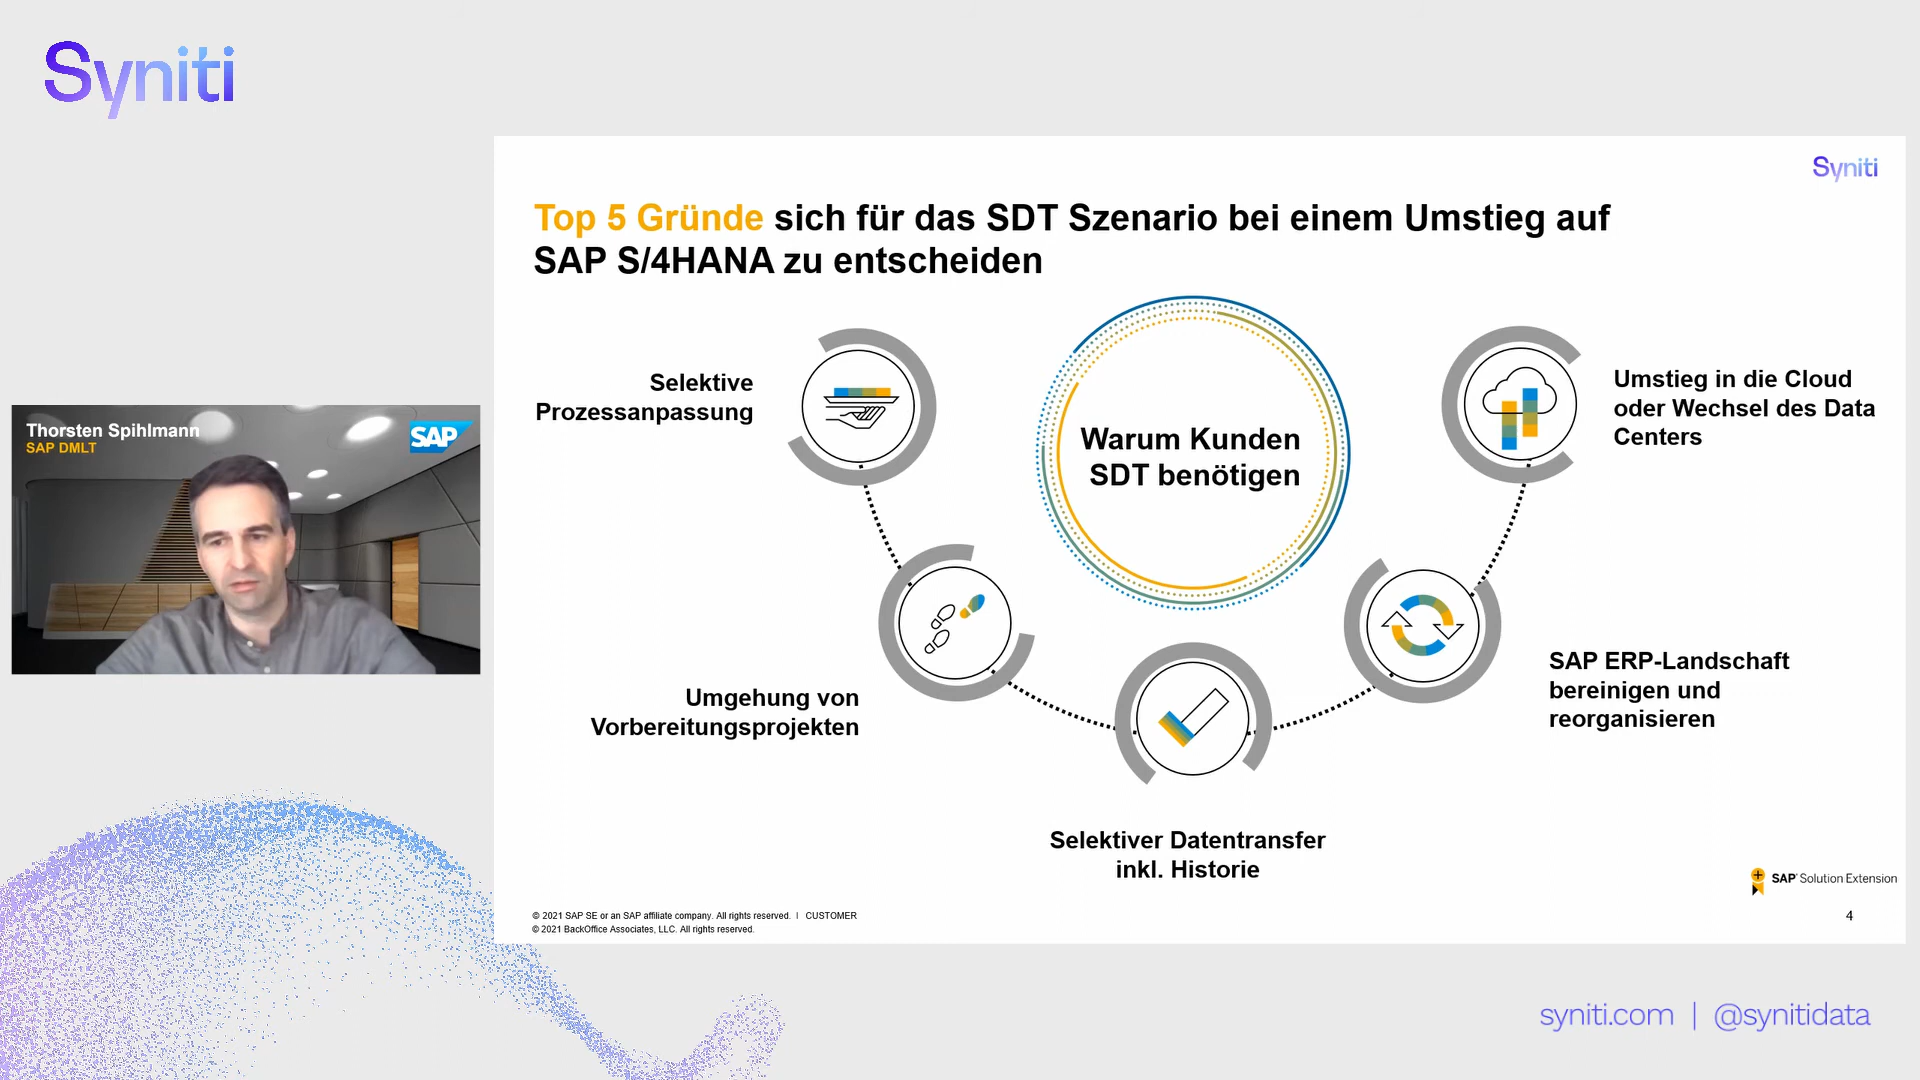 Syniti
Syniti
Top 5 Gründe sich für das SDT Szenario bei einem Umstieg auf
SAP S/4HANA zu entscheiden
Selektive
Prozessanpassung
Warum Kunden
SDT benötigen
Umstieg in die Cloud
oder Wechsel des Data
Centers
Thorsten Spihlmann
SAP DMLT
SAP
Umgehung von
Vorbereitungsprojekten
SAP ERP-Landschaft
bereinigen und
reorganisieren
Selektiver Datentransfer
inkl. Historie
SAP® Solution Extension
© 2021 SAP SE or an SAP affiliate company. All rights reserved. | CUSTOMER
© 2021 BackOffice Associates, LLC. All rights reserved.
4
syniti.com | @synitidata